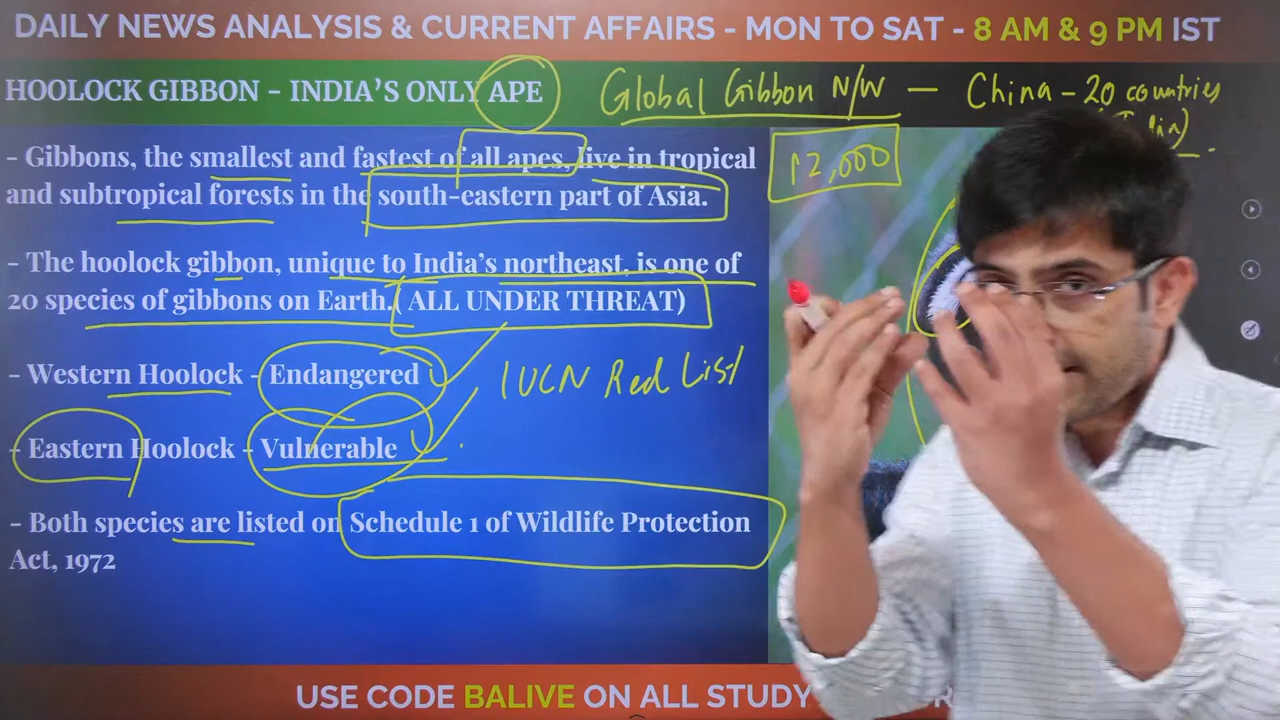 DAILY NEWS ANALYSIS & CURRENT AFFAIRS - MON TO SAT - 8 AM & 9 PM IST
HOOLOCK GIBBON - INDIA'S ONLY APE
Global Gibbon N/W - China - 20 countries
12,000
- Gibbons, the smallest and fastest of all apes, live in tropical
and subtropical forests in the south-eastern part of Asia.
- The hoolock gibbon, unique to India's northeast, is one of
20 species of gibbons on Earth.( ALL UNDER THREAT)
- Western Hoolock - Endangered
IUCN Red List
- Eastern Hoolock - Vulnerable
- Both species are listed on Schedule 1 of Wildlife Protection
Act, 1972
USE CODE BALIVE ON ALL STUDY